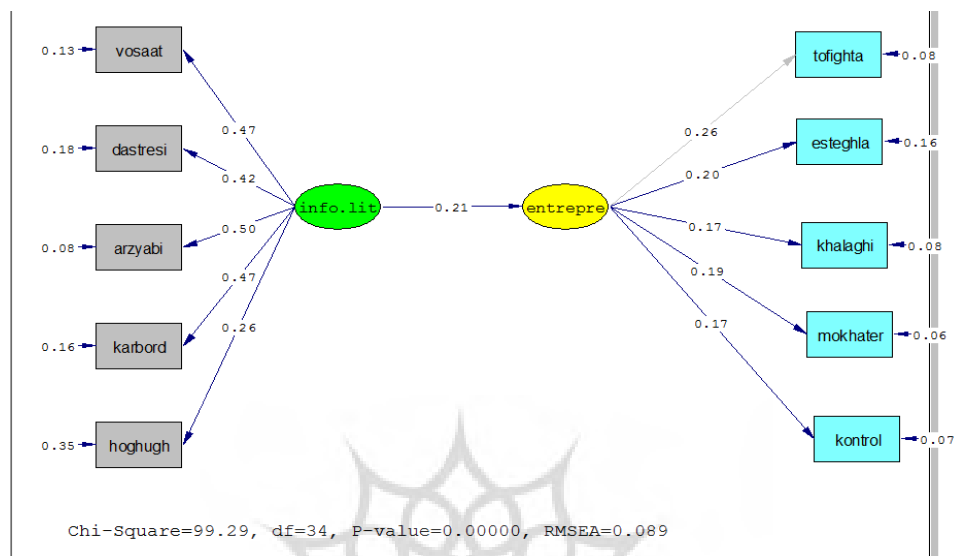 0.13 vosaat
0.18 dastresi
0.08 arzyabi
0.16 karbord
0.35 hoghugh
0.47
0.42
0.50
0.47
0.26
info.lit
0.21
entrepre
0.26
0.20
0.17
0.19
0.17
tofighta 0.08
esteghla 0.16
khalaghi 0.08
mokhater 0.06
kontrol 0.07
Chi-Square=99.29, df=34, P-value=0.00000, RMSEA=0.089